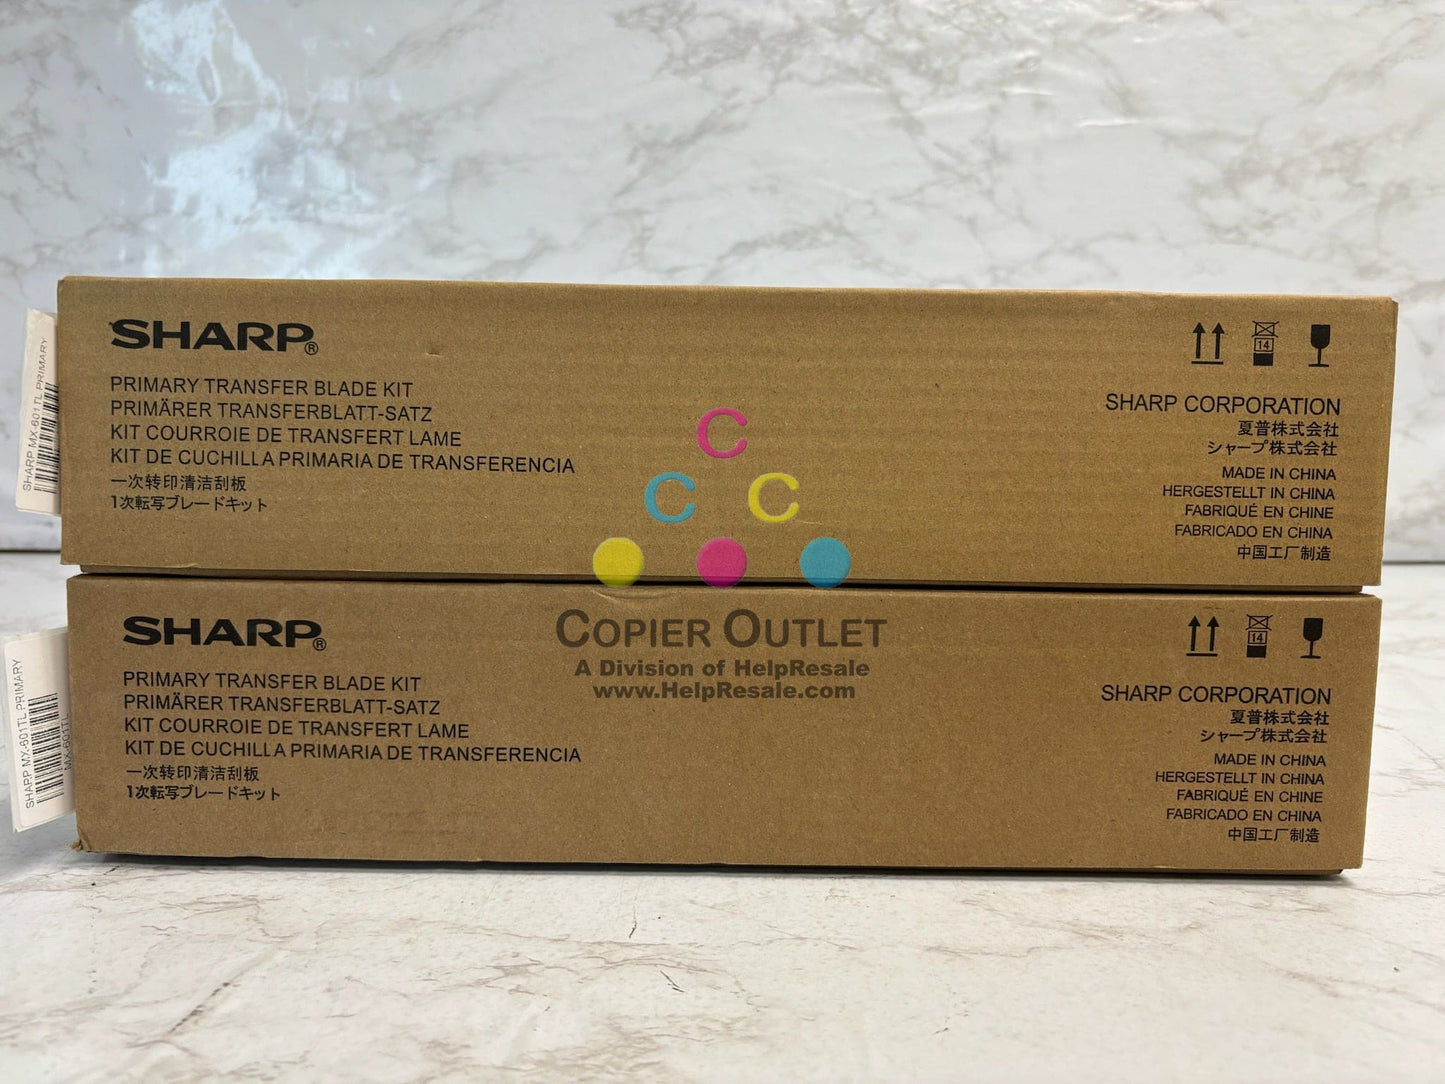 SHARP®
PRIMARY TRANSFER BLADE KIT
PRIMÄRER TRANSFERBLATT-SATZ
KIT COURROIE DE TRANSFERT LAME
KIT DE CUCHILLA PRIMARIA DE TRANSFERENCIA
一次转印清洁刮板
1次転写ブレードキット
14
SHARP CORPORATION
夏普株式会社
シャープ株式会社
MADE IN CHINA
HERGESTELLT IN CHINA
FABRIQUÉ EN CHINE
FABRICADO EN CHINA
中国工厂制造
SHARP MX-601TL PRIMARY
C
C C
COPIER OUTLET
A Division of HelpResale
www.HelpResale.com
SHARP®
PRIMARY TRANSFER BLADE KIT
PRIMÄRER TRANSFERBLATT-SATZ
KIT COURROIE DE TRANSFERT LAME
KIT DE CUCHILLA PRIMARIA DE TRANSFERENCIA
一次转印清洁刮板
1次転写ブレードキット
14
SHARP CORPORATION
夏普株式会社
シャープ株式会社
MADE IN CHINA
HERGESTELLT IN CHINA
FABRIQUÉ EN CHINE
FABRICADO EN CHINA
中国工厂制造
SHARP MX-601TL PRIMARY
MX-601TL